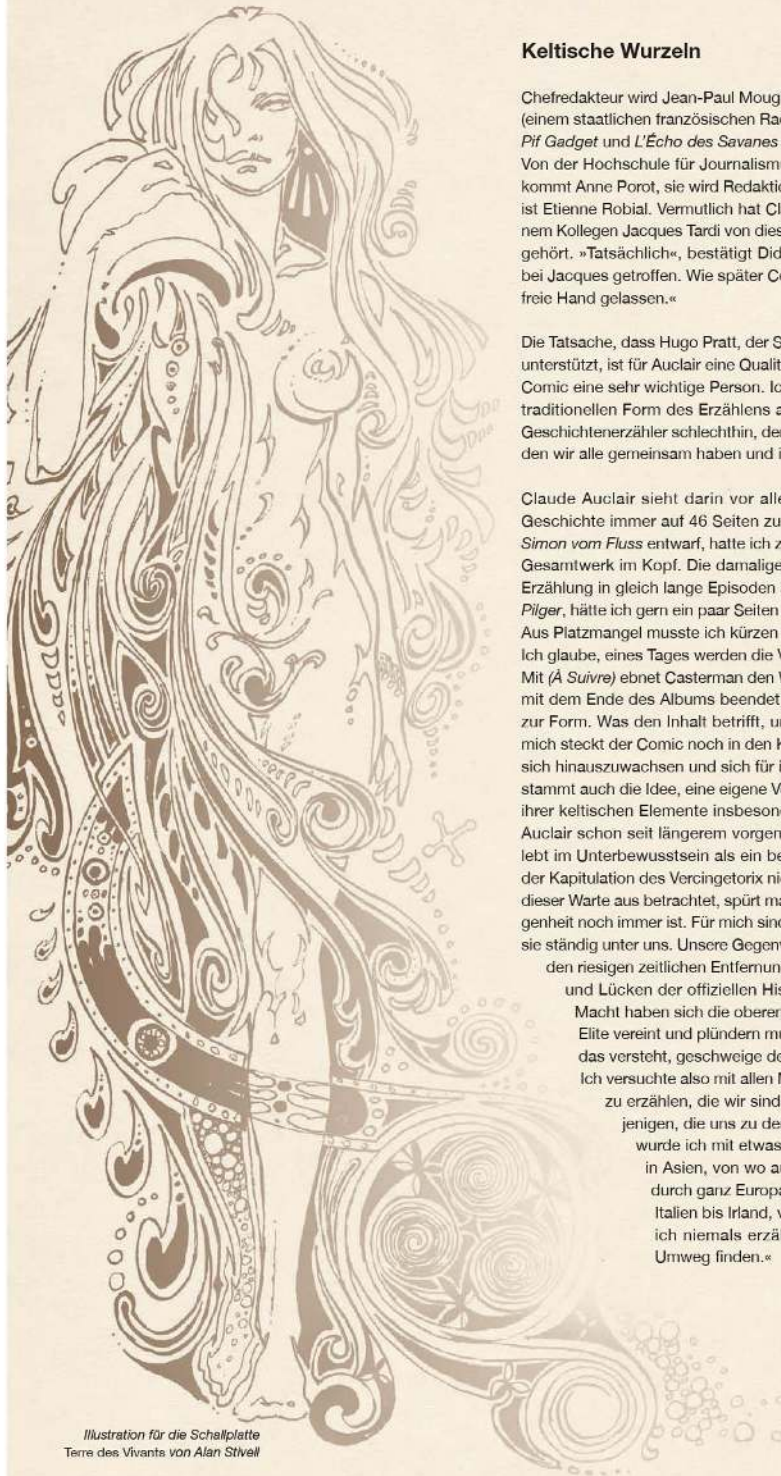 Keltische Wurzeln
Chefredakteur wird Jean-Paul Moug
(einem staatlichen französischen Ra
Pif Gadget und L'Écho des Savanes
Von der Hochschule für Journalism
kommt Anne Porot, sie wird Redakti
ist Etienne Robial. Vermutlich hat Cl
nem Kollegen Jacques Tardi von dies
gehört. »Tatsächlich«, bestätigt Did
bei Jacques getroffen. Wie später C
freie Hand gelassen.«
Die Tatsache, dass Hugo Pratt, der S
unterstützt, ist für Auclair eine Qualit
Comic eine sehr wichtige Person. Ic
traditionellen Form des Erzählens a
Geschichtenerzähler schlechthin, de
den wir alle gemeinsam haben und i
Claude Auclair sieht darin vor alle
Geschichte immer auf 46 Seiten zu
Simon vom Fluss entwarf, hatte ich z
Gesamtwerk im Kopf. Die damalige
Erzählung in gleich lange Episoden
Pilger, hätte ich gern ein paar Seiten
Aus Platzmangel musste ich kürzen
Ich glaube, eines Tages werden die V
Mit (À Suivre) ebnet Casterman den W
mit dem Ende des Albums beendet
zur Form. Was den Inhalt betrifft, u
mich steckt der Comic noch in den K
sich hinauszuwachsen und sich für i
stammt auch die Idee, eine eigene V
ihrer keltischen Elemente insbeson
Auclair schon seit längerem vorgen
lebt im Unterbewusstsein als ein be
der Kapitulation des Vercingetorix ni
dieser Warte aus betrachtet, spürt ma
genheit noch immer ist. Für mich sin
sie ständig unter uns. Unsere Gegen
den riesigen zeitlichen Entfernun
und Lücken der offiziellen His
Macht haben sich die oberen
Elite vereint und plündern mu
das versteht, geschweige de
Ich versuchte also mit allen M
zu erzählen, die wir sind
jenigen, die uns zu de
wurde ich mit etwas
in Asien, von wo a
durch ganz Europa
Italien bis Irland, v
ich niemals erzä
Umweg finden.«
Illustration für die Schallplatte
Terre des Vivants von Alan Stivell